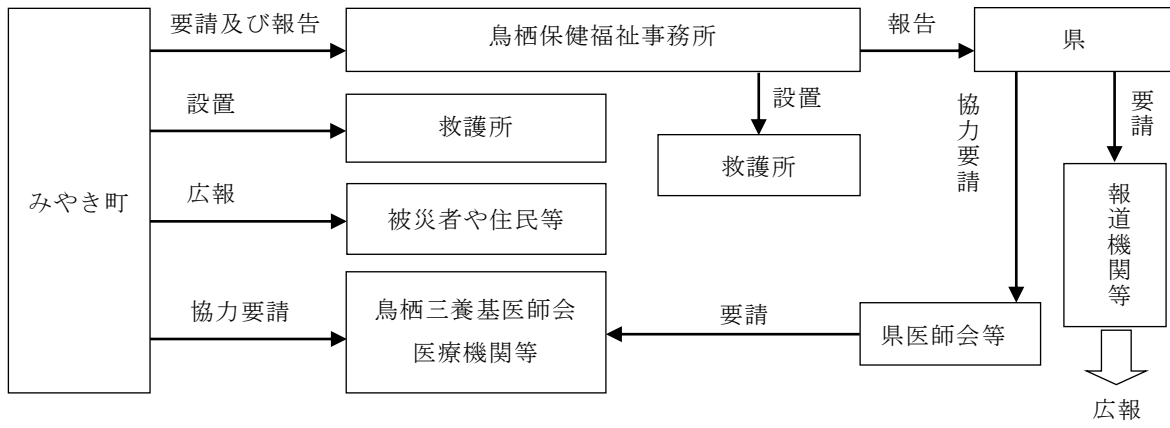 要請及び報告
鳥栖保健福祉事務所
報告
県
設置
救護所
設置
救護所
協力要請
要請
みやき町
広報
被災者や住民等
報道機関等
協力要請
鳥栖三養基医師会
医療機関等
要請
県医師会等
広報